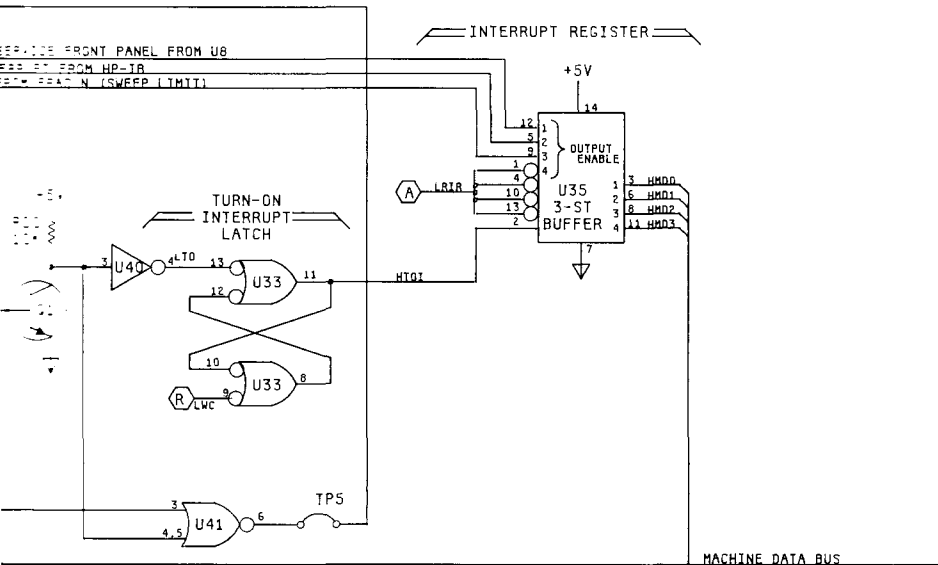 INTERRUPT REGISTER
FRONT PANEL FROM U8
FROM HP-IB
N (SWEEP LIMIT)
+5V
14
12 1
5 2
9 3
1 4
4
10
13
2
OUTPUT
ENABLE
U35
3-ST
BUFFER
1 3 HMD0
2 6 HMD1
3 8 HMD2
4 11 HMD3
7
A LRIR
TURN-ON
INTERRUPT
LATCH
3 U40 4 LTO 13
12
U33 11
HTOI
10
R LWC 9
U33 8
3
4,5
U41 6
TP5
MACHINE DATA BUS